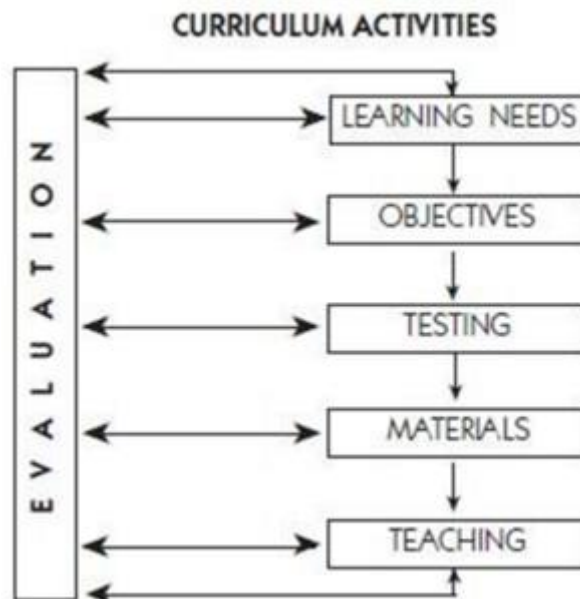 CURRICULUM ACTIVITIES
EVALUATION
LEARNING NEEDS
OBJECTIVES
TESTING
MATERIALS
TEACHING